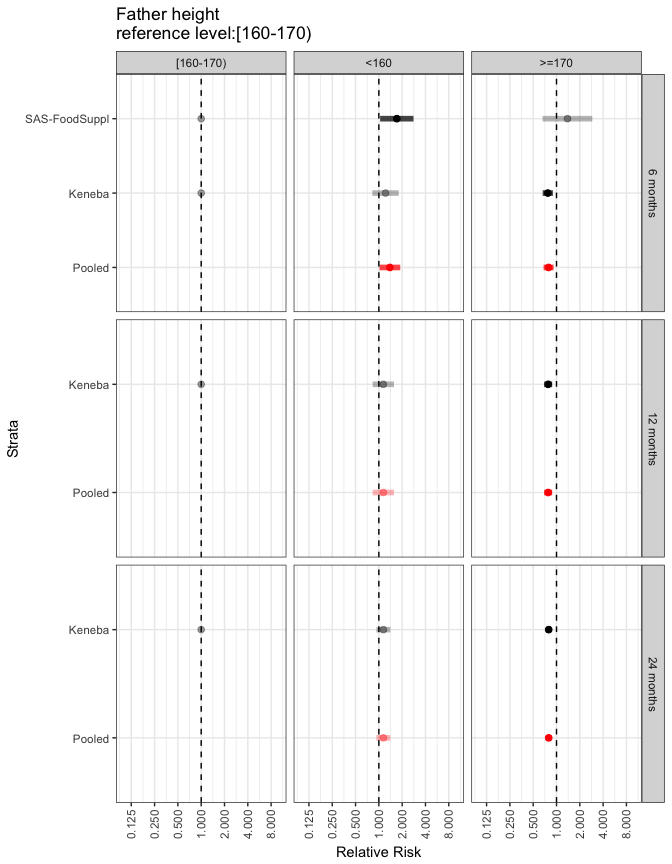 Father height
reference level:[160-170)
[160-170)
<160
>=170
SAS-FoodSuppl
Keneba
Pooled
6 months
Keneba
Pooled
12 months
Keneba
Pooled
24 months
Strata
0.125 0.250 0.500 1.000 2.000 4.000 8.000
0.125 0.250 0.500 1.000 2.000 4.000 8.000
0.125 0.250 0.500 1.000 2.000 4.000 8.000
Relative Risk